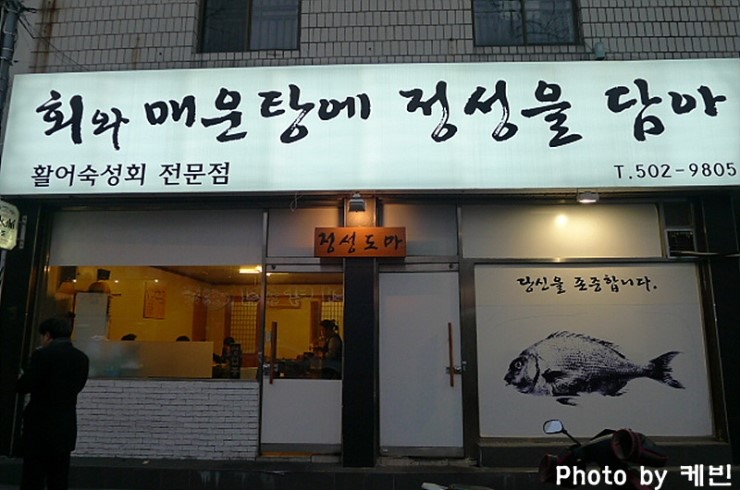 회와 매운탕에 정성을 담아
활어숙성회 전문점 T.502-9805
정성도마
당신을 존중합니다.
Photo by 케빈